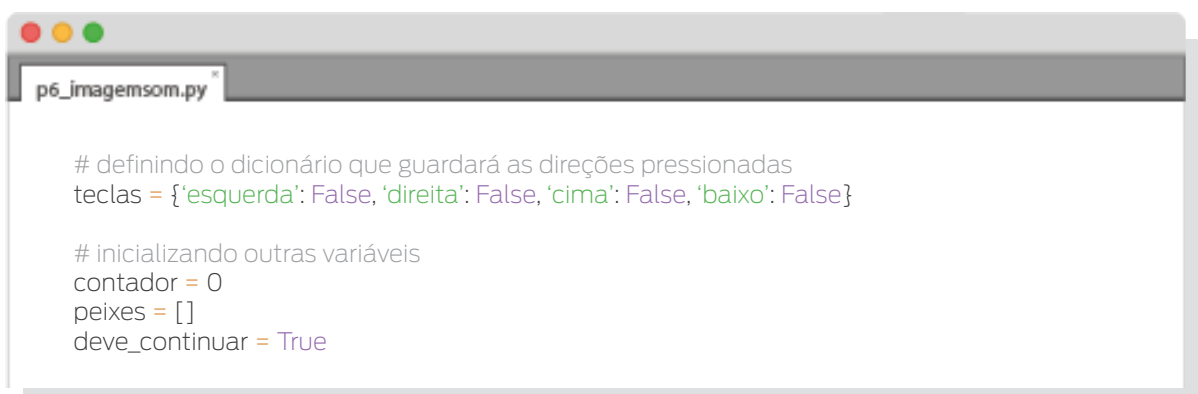 p6_imagemsom.py ×
# definindo o dicionário que guardará as direções pressionadas
teclas = {‘esquerda’: False, ‘direita’: False, ‘cima’: False, ‘baixo’: False}
# inicializando outras variáveis
contador = 0
peixes = []
deve_continuar = True